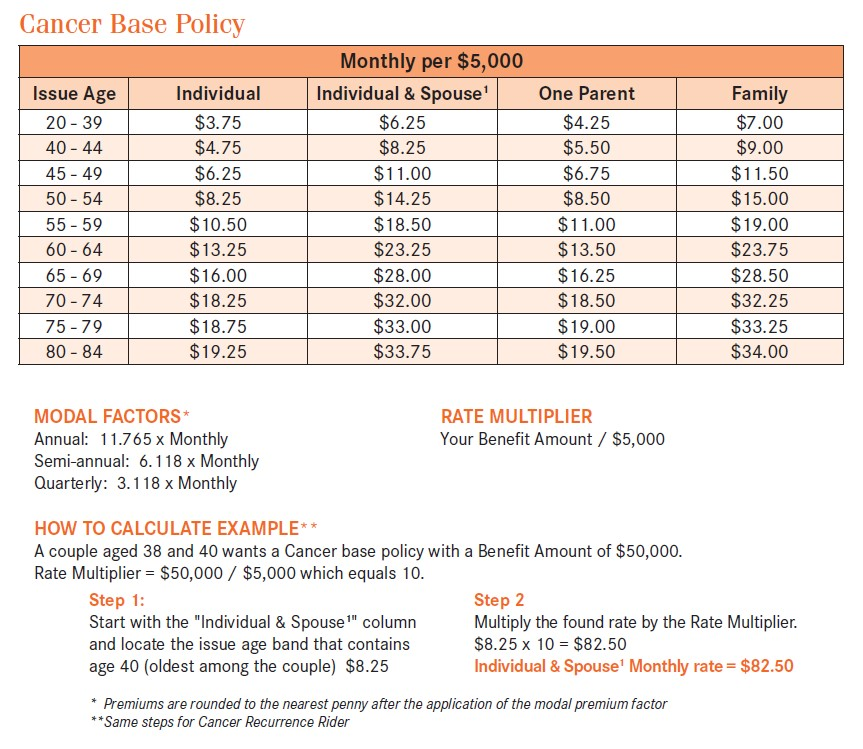 Cancer Base Policy
Monthly per $5,000
Issue Age Individual Individual & Spouse¹ One Parent Family
20 - 39 $3.75 $6.25 $4.25 $7.00
40 - 44 $4.75 $8.25 $5.50 $9.00
45 - 49 $6.25 $11.00 $6.75 $11.50
50 - 54 $8.25 $14.25 $8.50 $15.00
55 - 59 $10.50 $18.50 $11.00 $19.00
60 - 64 $13.25 $23.25 $13.50 $23.75
65 - 69 $16.00 $28.00 $16.25 $28.50
70 - 74 $18.25 $32.00 $18.50 $32.25
75 - 79 $18.75 $33.00 $19.00 $33.25
80 - 84 $19.25 $33.75 $19.50 $34.00
MODAL FACTORS*
Annual: 11.765 x Monthly
Semi-annual: 6.118 x Monthly
Quarterly: 3.118 x Monthly
RATE MULTIPLIER
Your Benefit Amount / $5,000
HOW TO CALCULATE EXAMPLE**
A couple aged 38 and 40 wants a Cancer base policy with a Benefit Amount of $50,000.
Rate Multiplier = $50,000 / $5,000 which equals 10.
Step 1:
Start with the "Individual & Spouse¹" column
and locate the issue age band that contains
age 40 (oldest among the couple) $8.25
Step 2
Multiply the found rate by the Rate Multiplier.
$8.25 x 10 = $82.50
Individual & Spouse¹ Monthly rate = $82.50
* Premiums are rounded to the nearest penny after the application of the modal premium factor
**Same steps for Cancer Recurrence Rider